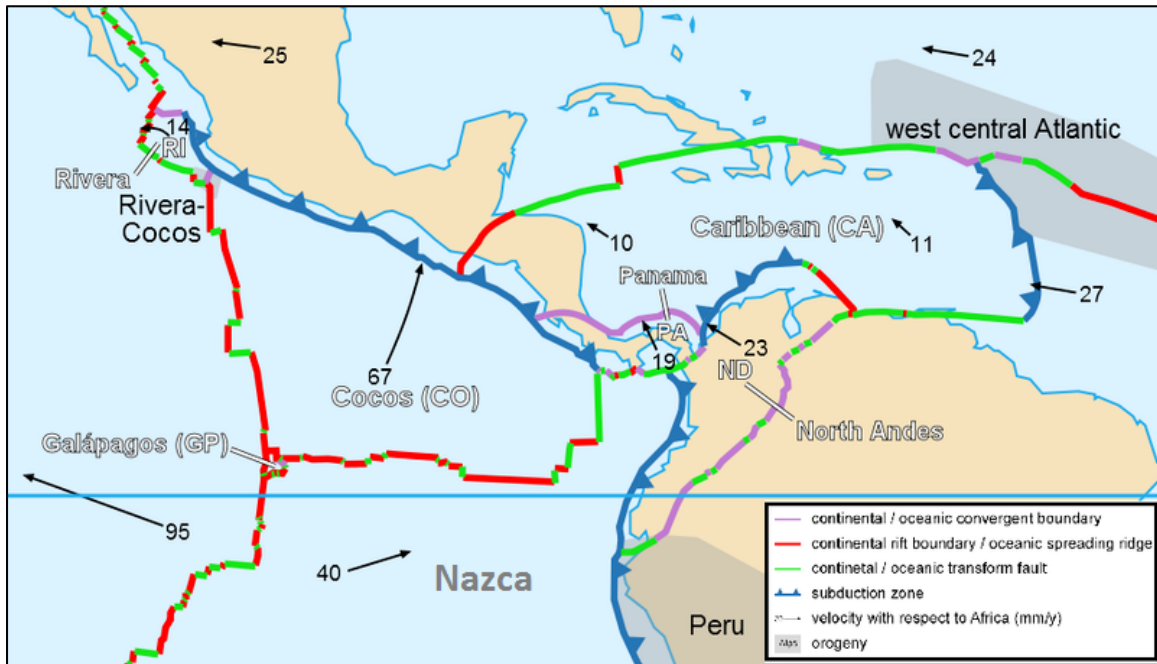 25
24
14
RI
Rivera
Rivera-
Cocos
west central Atlantic
10
Caribbean (CA)
11
Panama
PA
27
19
23
67
Cocos (CO)
ND
North Andes
Galápagos (GP)
95
40
Nazca
Peru
continental / oceanic convergent boundary
continental rift boundary / oceanic spreading ridge
continetal / oceanic transform fault
subduction zone
velocity with respect to Africa (mm/y)
Alps
orogeny